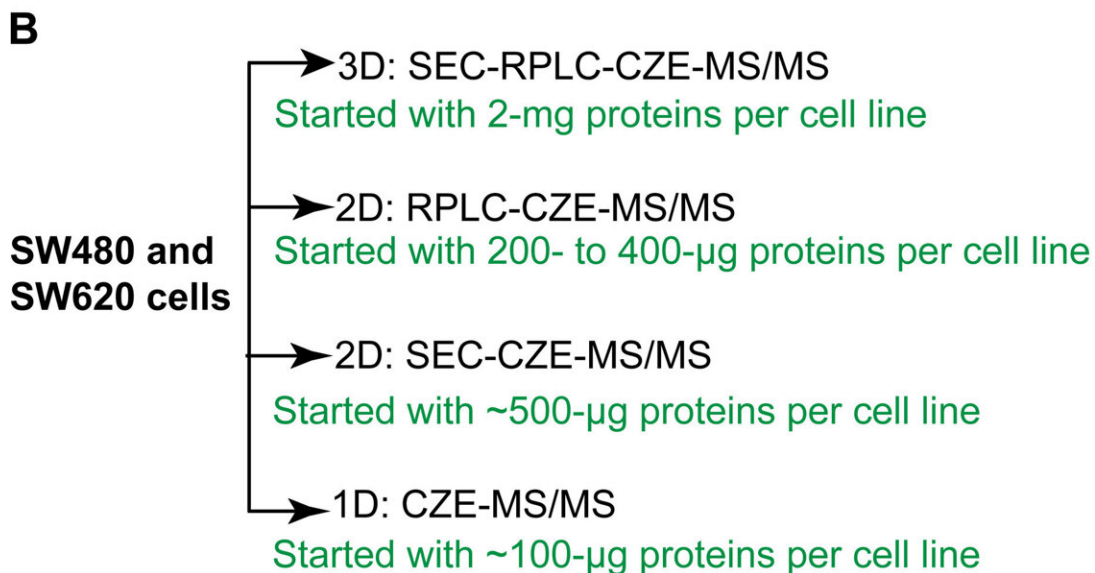 B
3D: SEC-RPLC-CZE-MS/MS
Started with 2-mg proteins per cell line
2D: RPLC-CZE-MS/MS
Started with 200- to 400-µg proteins per cell line
SW480 and
SW620 cells
2D: SEC-CZE-MS/MS
Started with ~500-µg proteins per cell line
1D: CZE-MS/MS
Started with ~100-µg proteins per cell line